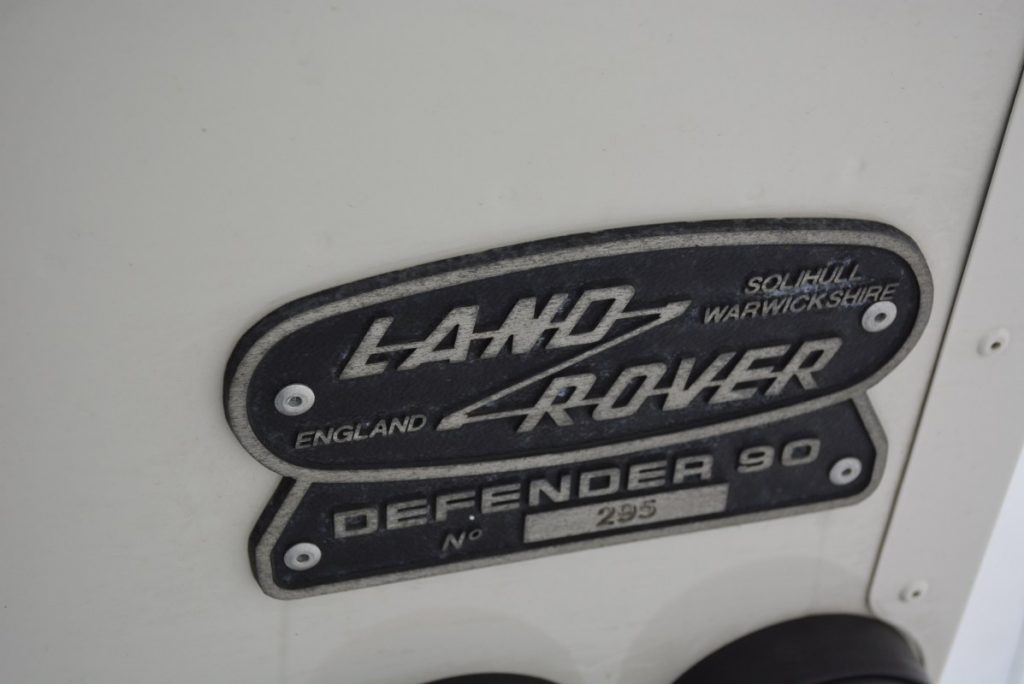 LAND
SOLIHULL
WARWICKSHIRE
ENGLAND
ROVER
DEFENDER 90
Nº 295